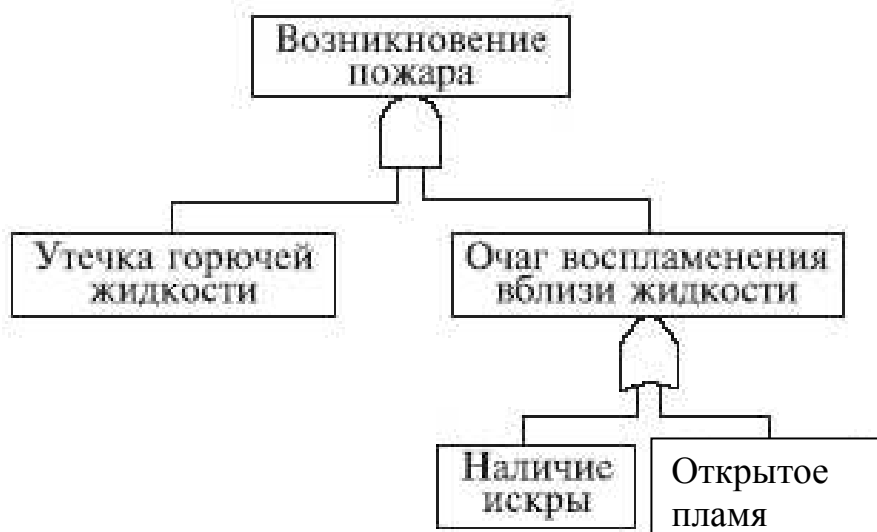 Возникновение
пожара
Утечка горючей
жидкости
Очаг воспламенения
вблизи жидкости
Наличие
искры
Открытое
пламя